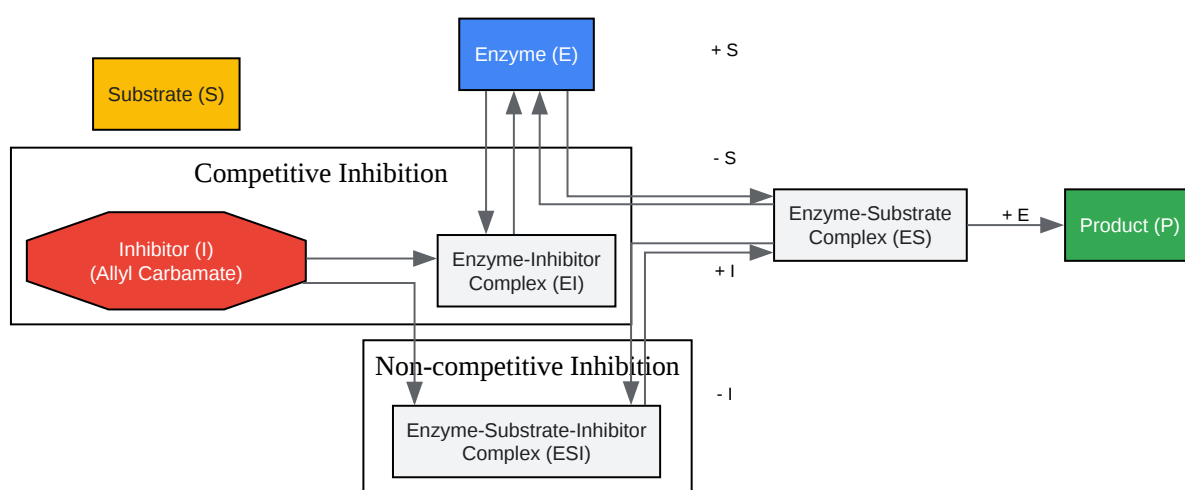 Enzyme (E)
+ S
Substrate (S)
- S
Competitive Inhibition
Enzyme-Substrate
Complex (ES)
+ E
Product (P)
Inhibitor (I)
(Allyl Carbamate)
Enzyme-Inhibitor
Complex (EI)
+ I
Non-competitive Inhibition
- I
Enzyme-Substrate-Inhibitor
Complex (ESI)